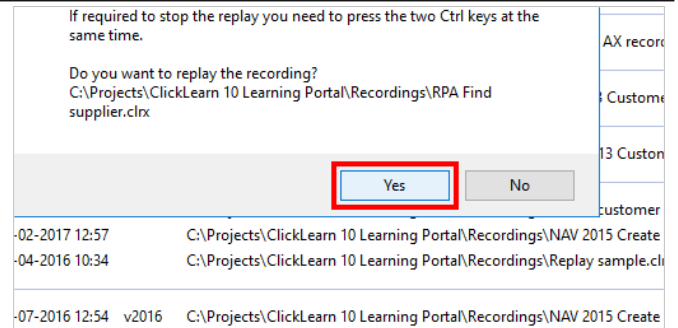 If required to stop the replay you need to press the two Ctrl keys at the
same time.
AX recor
Do you want to replay the recording?
C:\Projects\ClickLearn 10 Learning Portal\Recordings\RPA Find
Custome
supplier.clrx
13 Custon
Yes
No
customer
-02-2017 12:57 C:\Projects\ClickLearn 10 Learning Portal\Recordings\NAV 2015 Create
-04-2016 10:34 C:\Projects\ClickLearn 10 Learning Portal\Recordings\Replay sample.cl
-07-2016 12:54 v2016 C:\Projects\ClickLearn 10 Learning Portal\Recordings\NAV 2015 Create